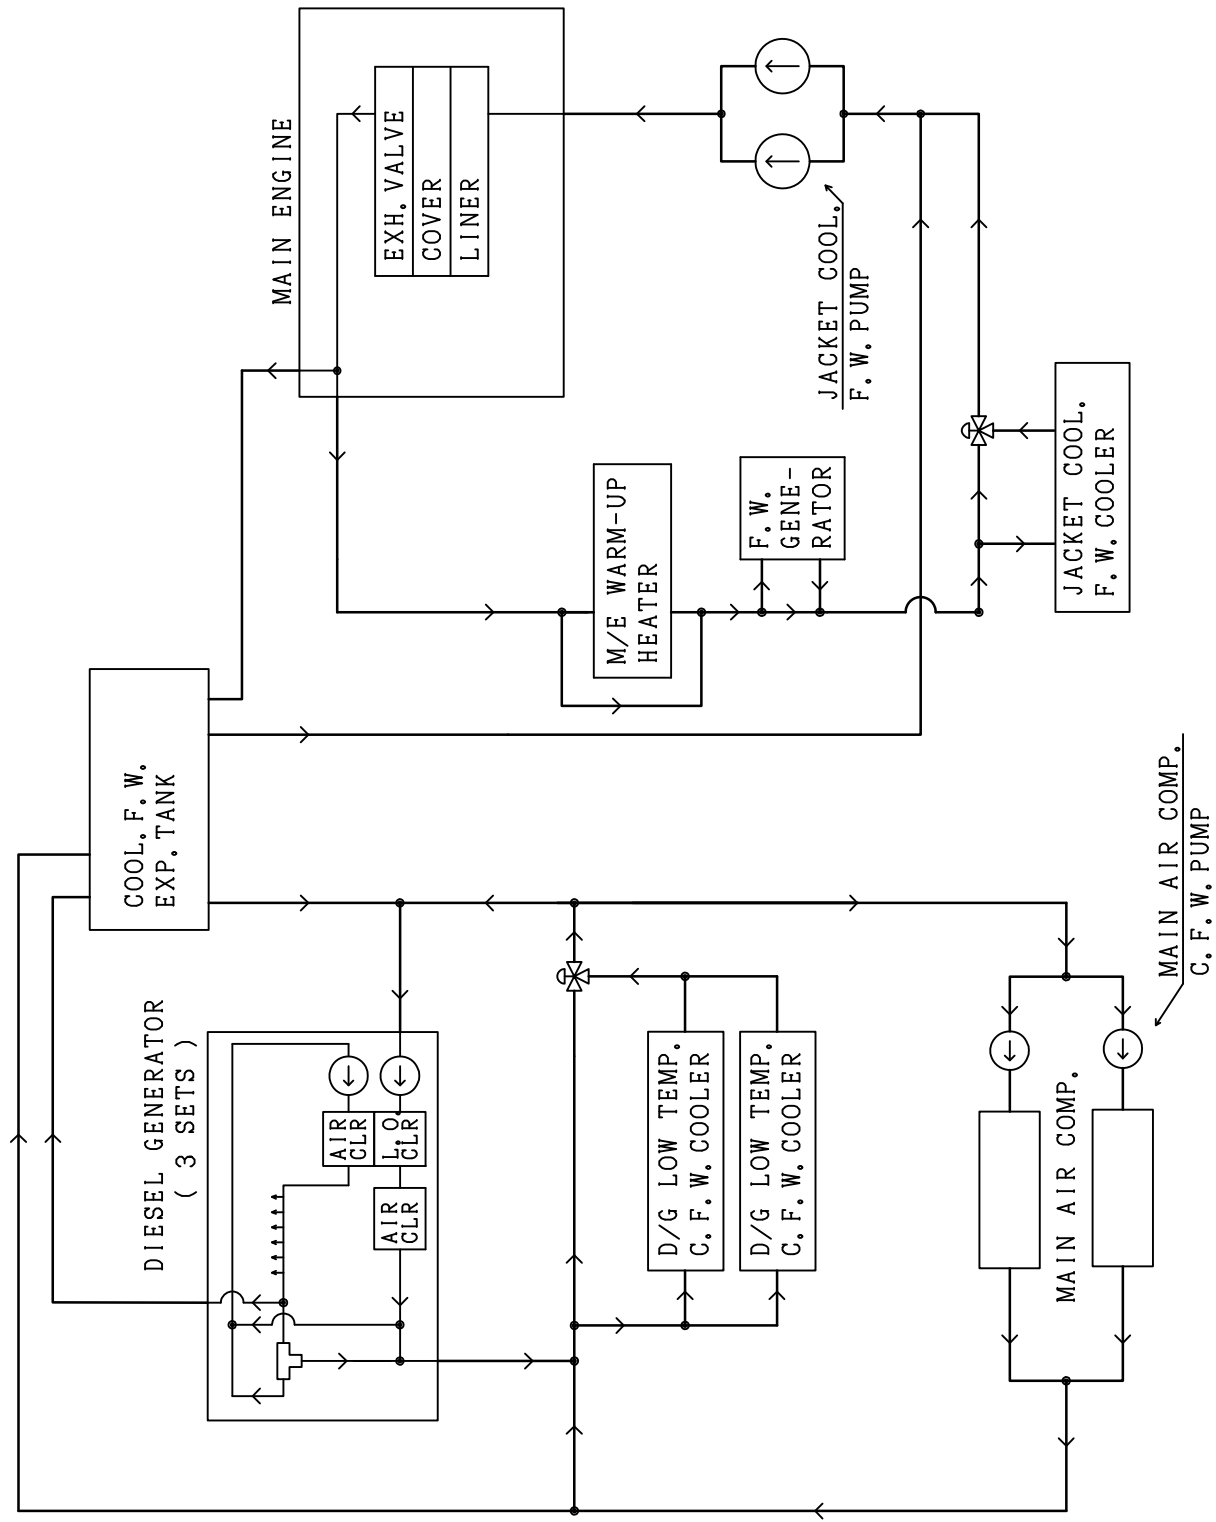 MAIN ENGINE
EXH. VALVE
COVER
LINER
JACKET COOL.
F. W. PUMP
M/E WARM-UP
HEATER
F. W.
GENE-
RATOR
JACKET COOL.
F. W. COOLER
COOL. F. W.
EXP. TANK
DIESEL GENERATOR
( 3 SETS )
AIR
CLR
L.O.
CLR
AIR
CLR
D/G LOW TEMP.
C. F. W. COOLER
D/G LOW TEMP.
C. F. W. COOLER
MAIN AIR COMP.
MAIN AIR COMP.
C. F. W. PUMP